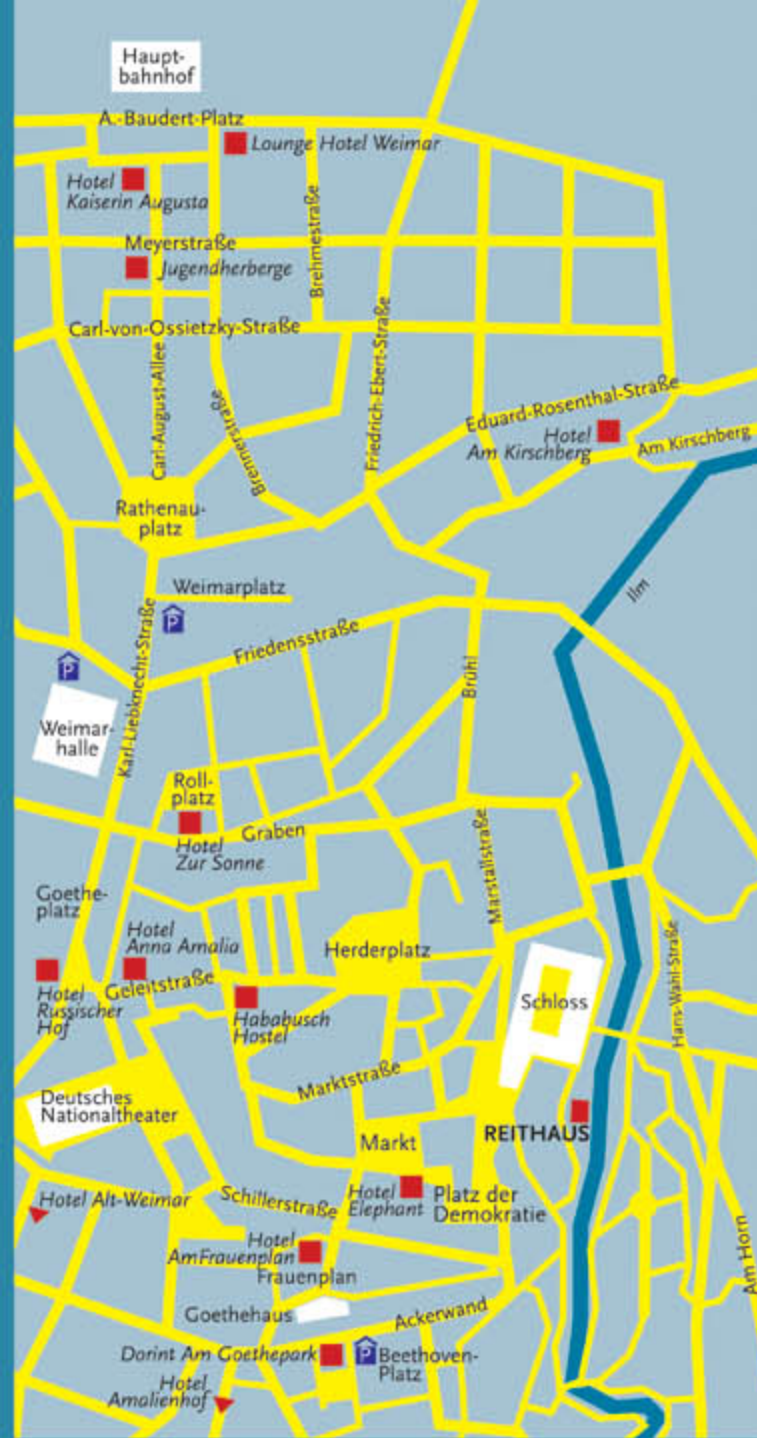 Haupt-
bahnhof
A.-Baudert-Platz
Lounge Hotel Weimar
Hotel
Kaiserin Augusta
Brehmestraße
Meyerstraße
Jugendherberge
Carl-von-Ossietzky-Straße
Carl-August-Allee
Friedrich-Ebert-Straße
Brennerstraße
Eduard-Rosenthal-Straße
Hotel
Am Kirschberg
Am Kirschberg
Rathenau-
platz
Weimarplatz
P
Ilm
Friedensstraße
Karl-Liebknecht-Straße
Brühl
P
Weimar-
halle
Roll-
platz
Graben
Hotel
Zur Sonne
Marstallstraße
Goethe-
platz
Hotel
Anna Amalia
Herderplatz
Hans-Wahl-Straße
Geleitstraße
Hotel
Russischer
Hof
Schloss
Hababusch
Hostel
Marktstraße
Deutsches
Nationaltheater
REITHAUS
Markt
Hotel Alt-Weimar
Schillerstraße
Hotel
Elephant
Platz der
Demokratie
Am Horn
Hotel
AmFrauenplan
Frauenplan
Goethehaus
Ackerwand
Dorint Am Goethepark
P
Beethoven-
Platz
Hotel
Amalienhof